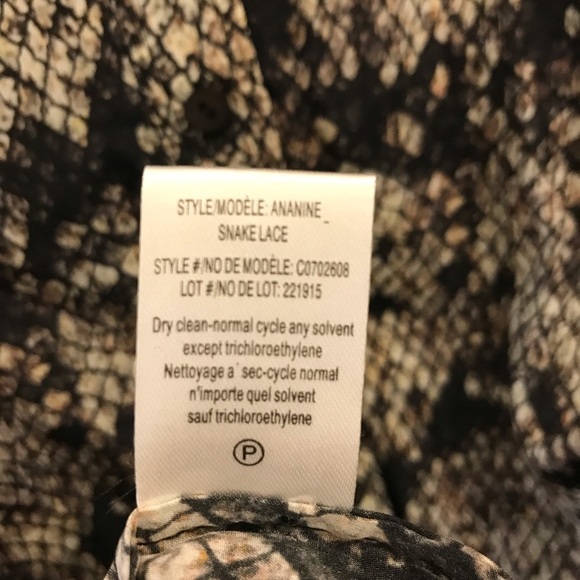 STYLE/MODÈLE: ANANINE_
SNAKE LACE
STYLE #/NO DE MODÈLE: C0702608
LOT #/NO DE LOT: 221915
Dry clean-normal cycle any solvent
except trichloroethylene
Nettoyage a` sec-cycle normal
n'importe quel solvent
sauf trichloroethylene
P